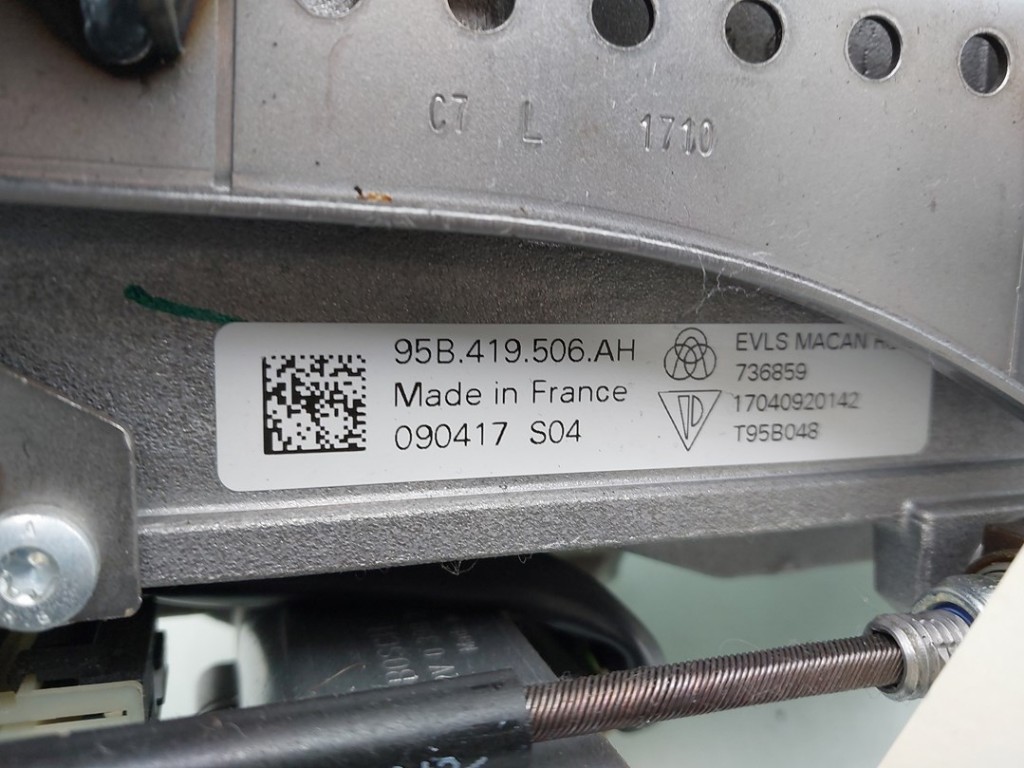 C7 L 1710
95B.419.506.AH
Made in France
090417 S04
EVLS MACAN
736859
17040920142
T95B048